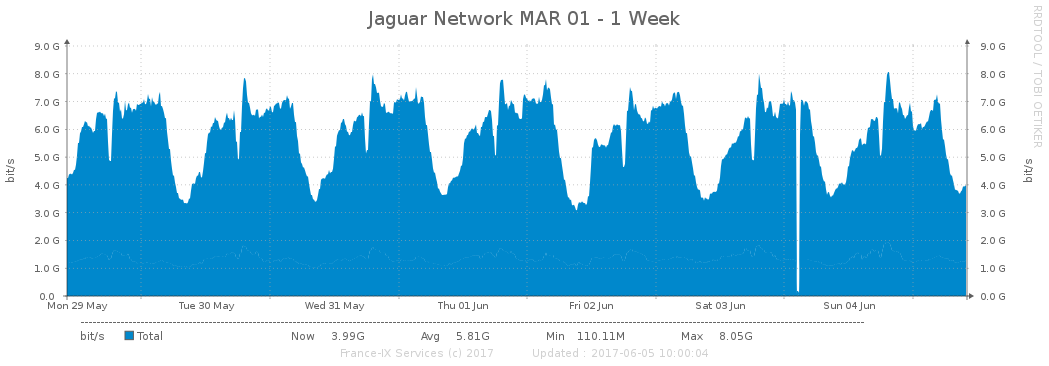 Jaguar Network MAR 01 - 1 Week
RRDTOOL / TOBI OETIKER
bit/s
9.0 G 9.0 G
8.0 G 8.0 G
7.0 G 7.0 G
6.0 G 6.0 G
5.0 G 5.0 G
4.0 G 4.0 G
3.0 G 3.0 G
2.0 G 2.0 G
1.0 G 1.0 G
0.0 0.0 G
bit/s
Mon 29 May Tue 30 May Wed 31 May Thu 01 Jun Fri 02 Jun Sat 03 Jun Sun 04 Jun
bit/s Total Now 3.99G Avg 5.81G Min 110.11M Max 8.05G
France-IX Services (c) 2017 Updated : 2017-06-05 10:00:04